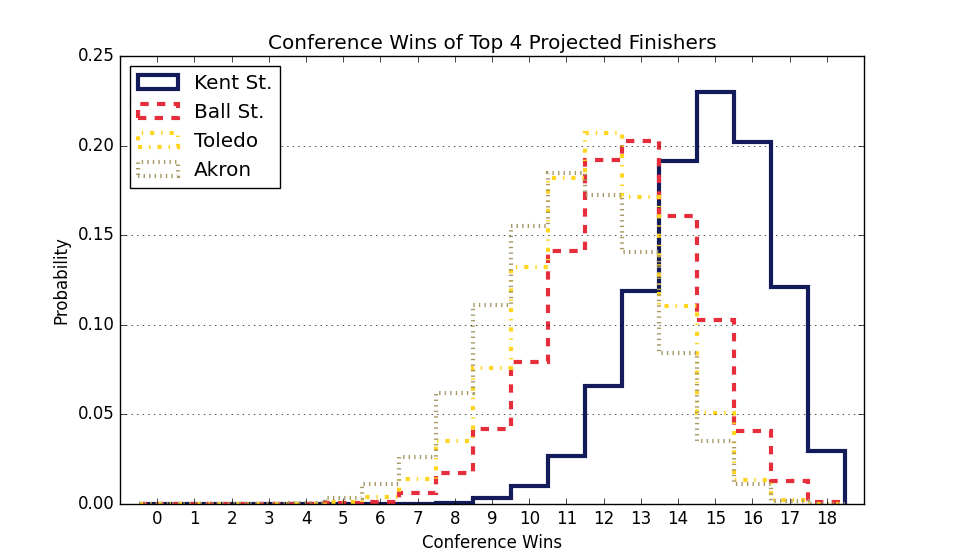 Conference Wins of Top 4 Projected Finishers
0.25
0.20
0.15
0.10
0.05
0.00
Probability
Kent St.
Ball St.
Toledo
Akron
0 1 2 3 4 5 6 7 8 9 10 11 12 13 14 15 16 17 18
Conference Wins